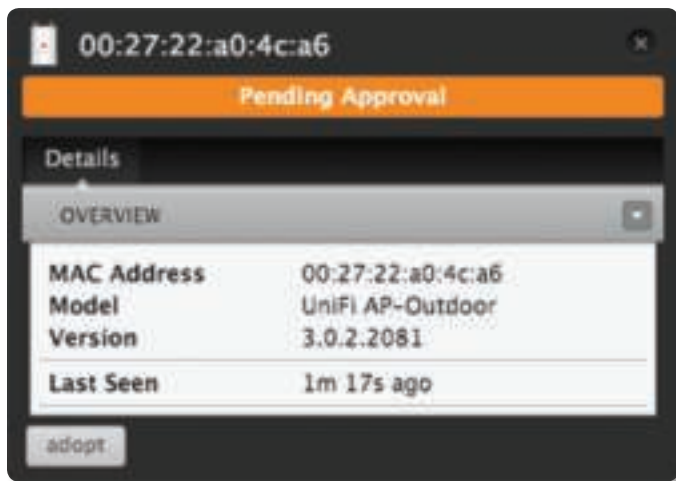 00:27:22:a0:4c:a6
Pending Approval
Details
OVERVIEW
MAC Address 00:27:22:a0:4c:a6
Model UniFi AP-Outdoor
Version 3.0.2.2081
Last Seen 1m 17s ago
adopt